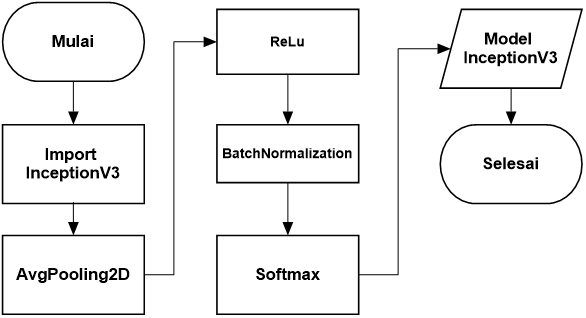 Mulai
Import
InceptionV3
AvgPooling2D
ReLu
BatchNormalization
Softmax
Model
InceptionV3
Selesai